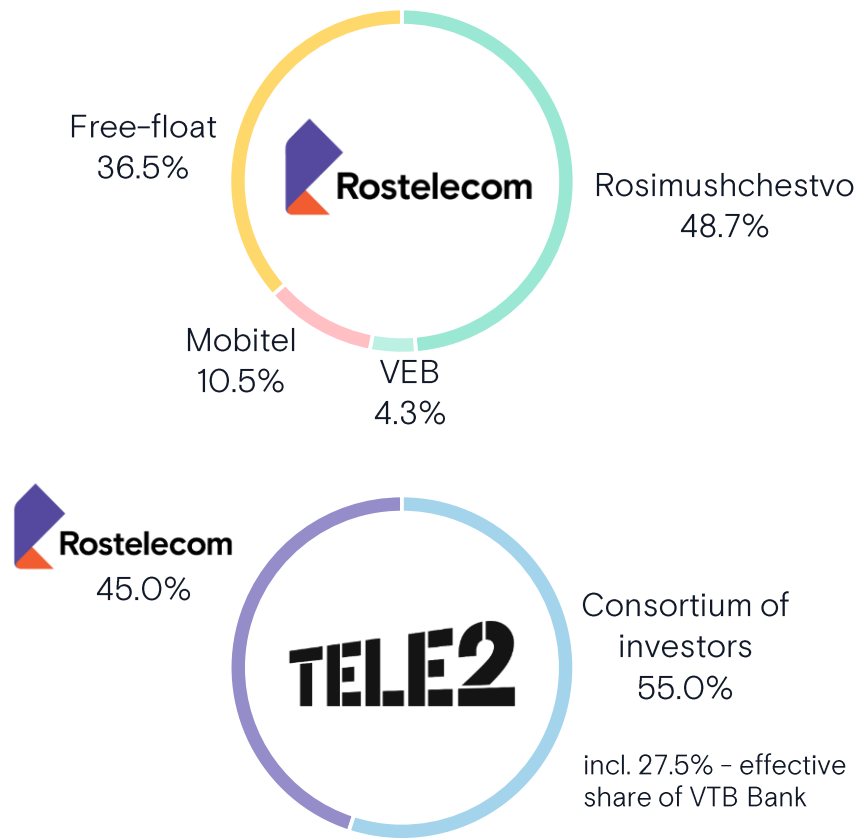 Free-float
36.5%
Rostelecom
Rosimushchestvo
48.7%
Mobitel
10.5%
VEB
4.3%
Rostelecom
45.0%
TELE2
Consortium of
investors
55.0%
incl. 27.5% - effective
share of VTB Bank